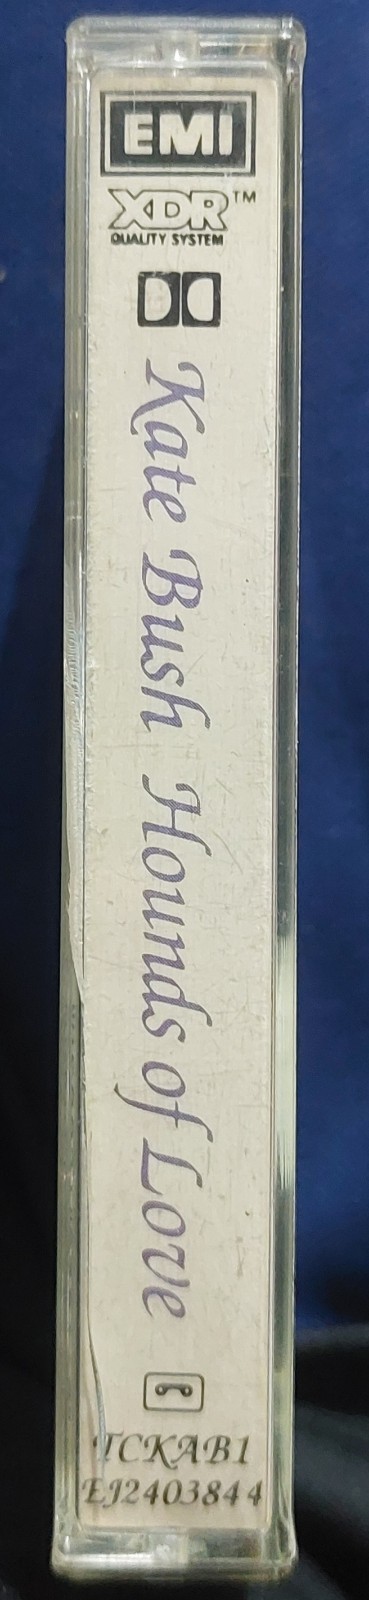 EMI
XDR™
QUALITY SYSTEM
Kate Bush Hounds of Love
TCKAB1
EJ2403844